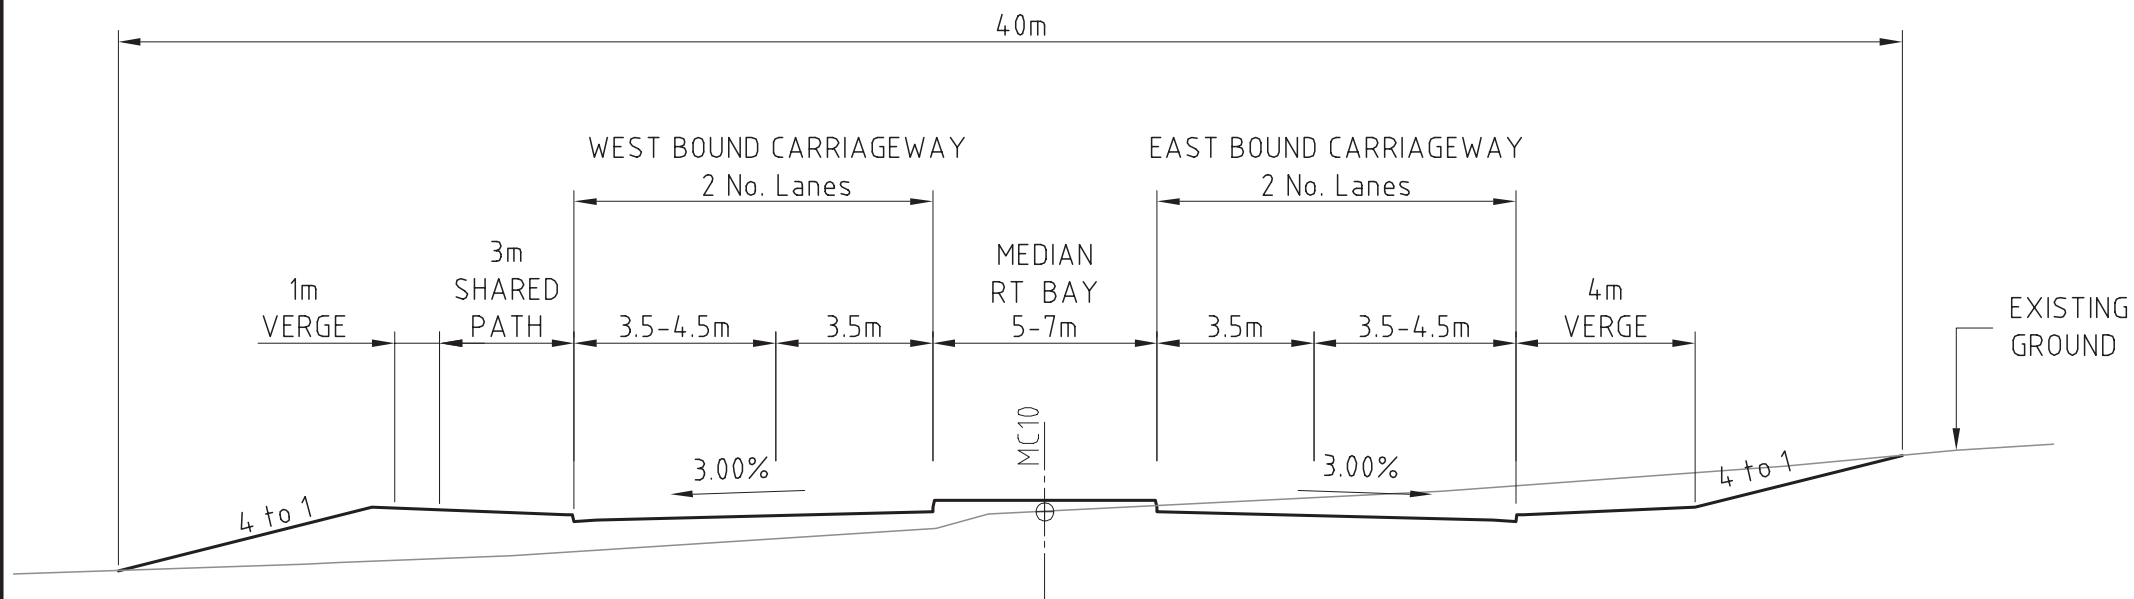 40m
WEST BOUND CARRIAGEWAY
2 No. Lanes
EAST BOUND CARRIAGEWAY
2 No. Lanes
1m
VERGE
3m
SHARED
PATH
3.5-4.5m
3.5m
MEDIAN
RT BAY
5-7m
3.5m
3.5-4.5m
4m
VERGE
EXISTING
GROUND
4 to 1
3.00%
MC10
3.00%
4 to 1